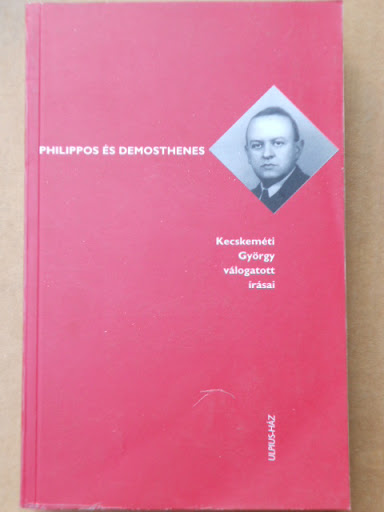 PHILIPPOS ÉS DEMOSTHENES
Kecskeméti
György
válogatott
írásai
ULPIUS-HÁZ